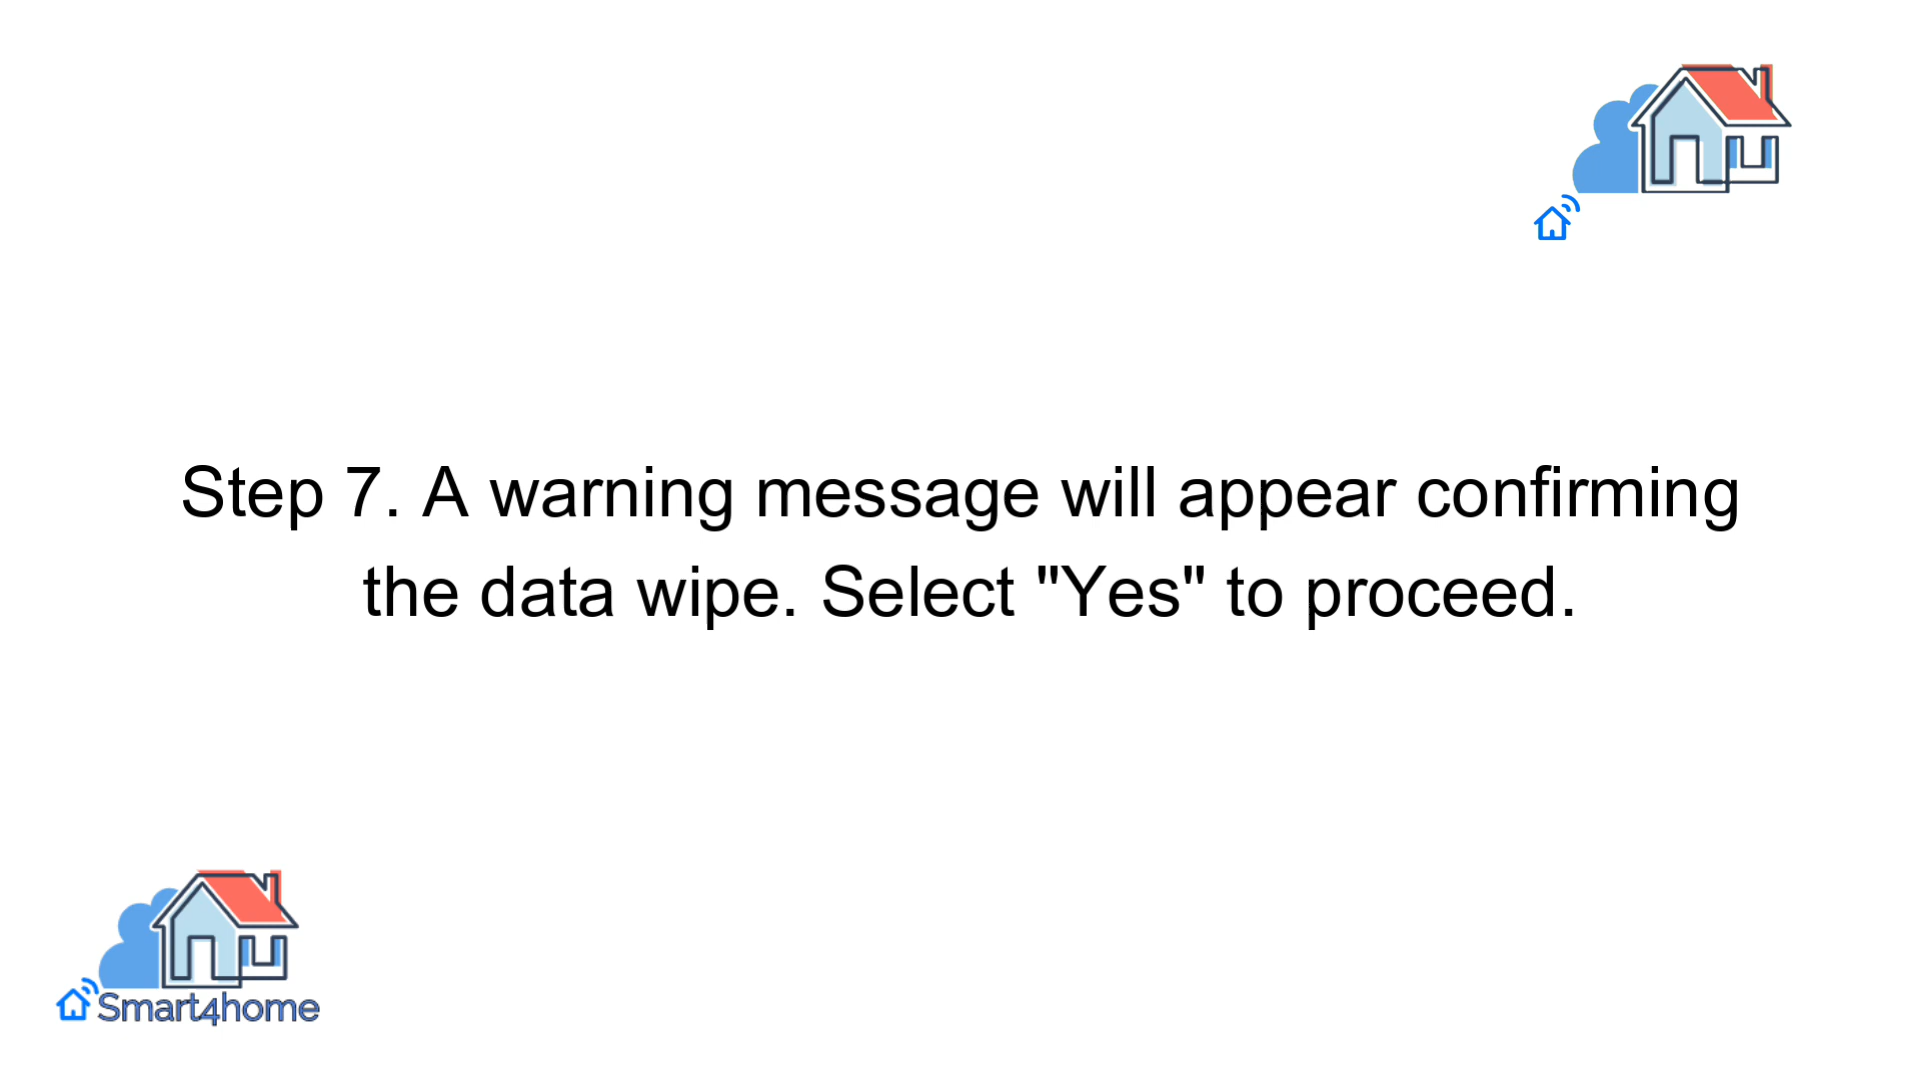 Step 7. A warning message will appear confirming
the data wipe. Select "Yes" to proceed.
Smart4home